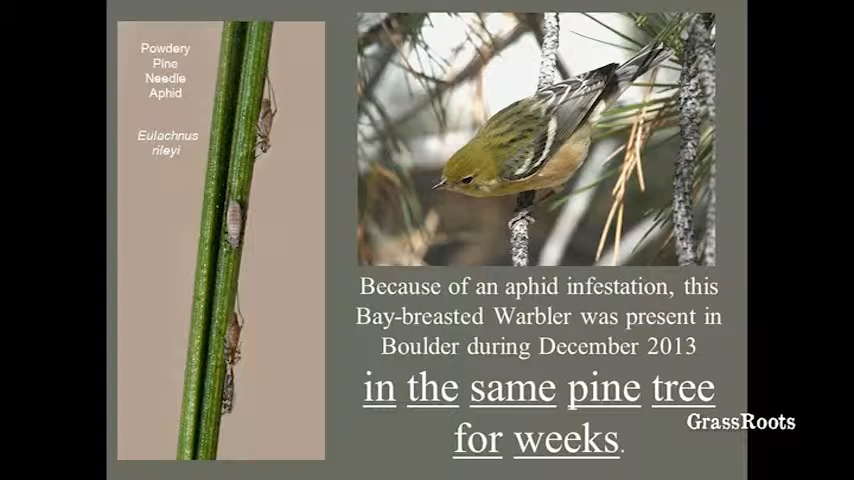 Powdery
Pine
Needle
Aphid
Eulachnus
rileyi
Because of an aphid infestation, this
Bay-breasted Warbler was present in
Boulder during December 2013
in the same pine tree
for weeks.
GrassRoots